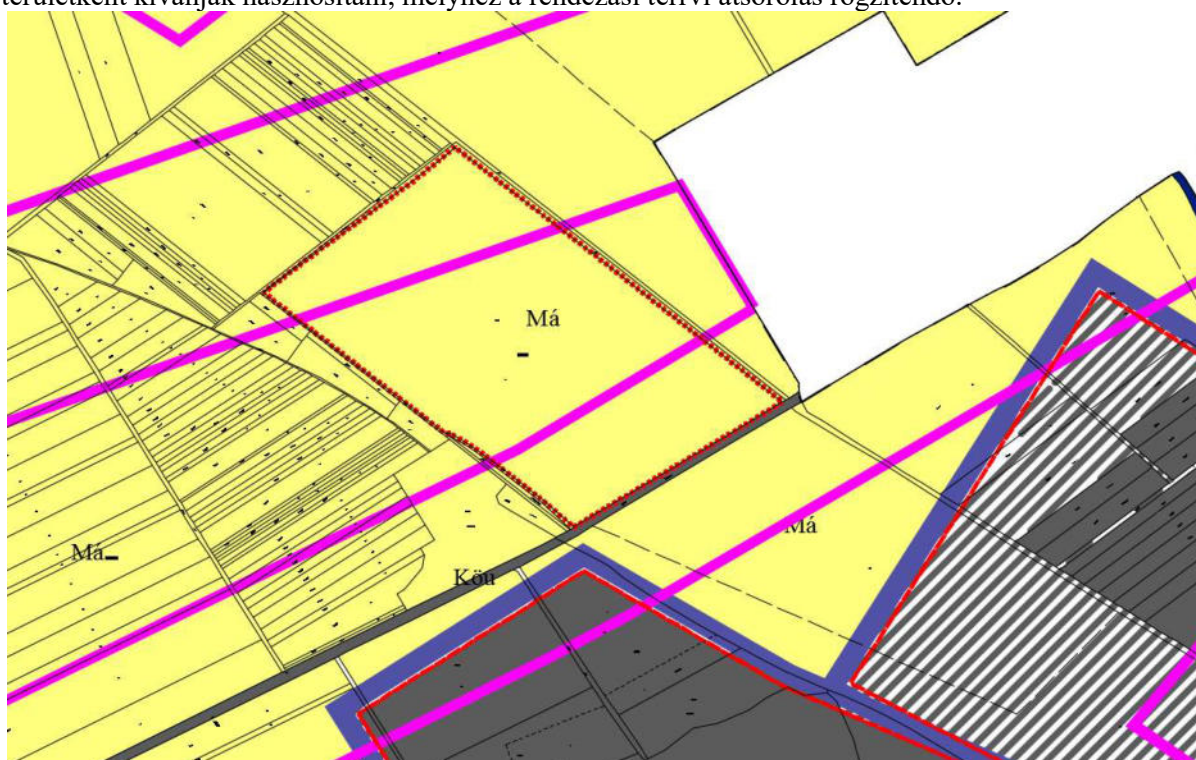 területként kívánják hasznosítani, melyhez a rendezési tervi átsorolás rögzítendő.
Má
Má
Má
Köu